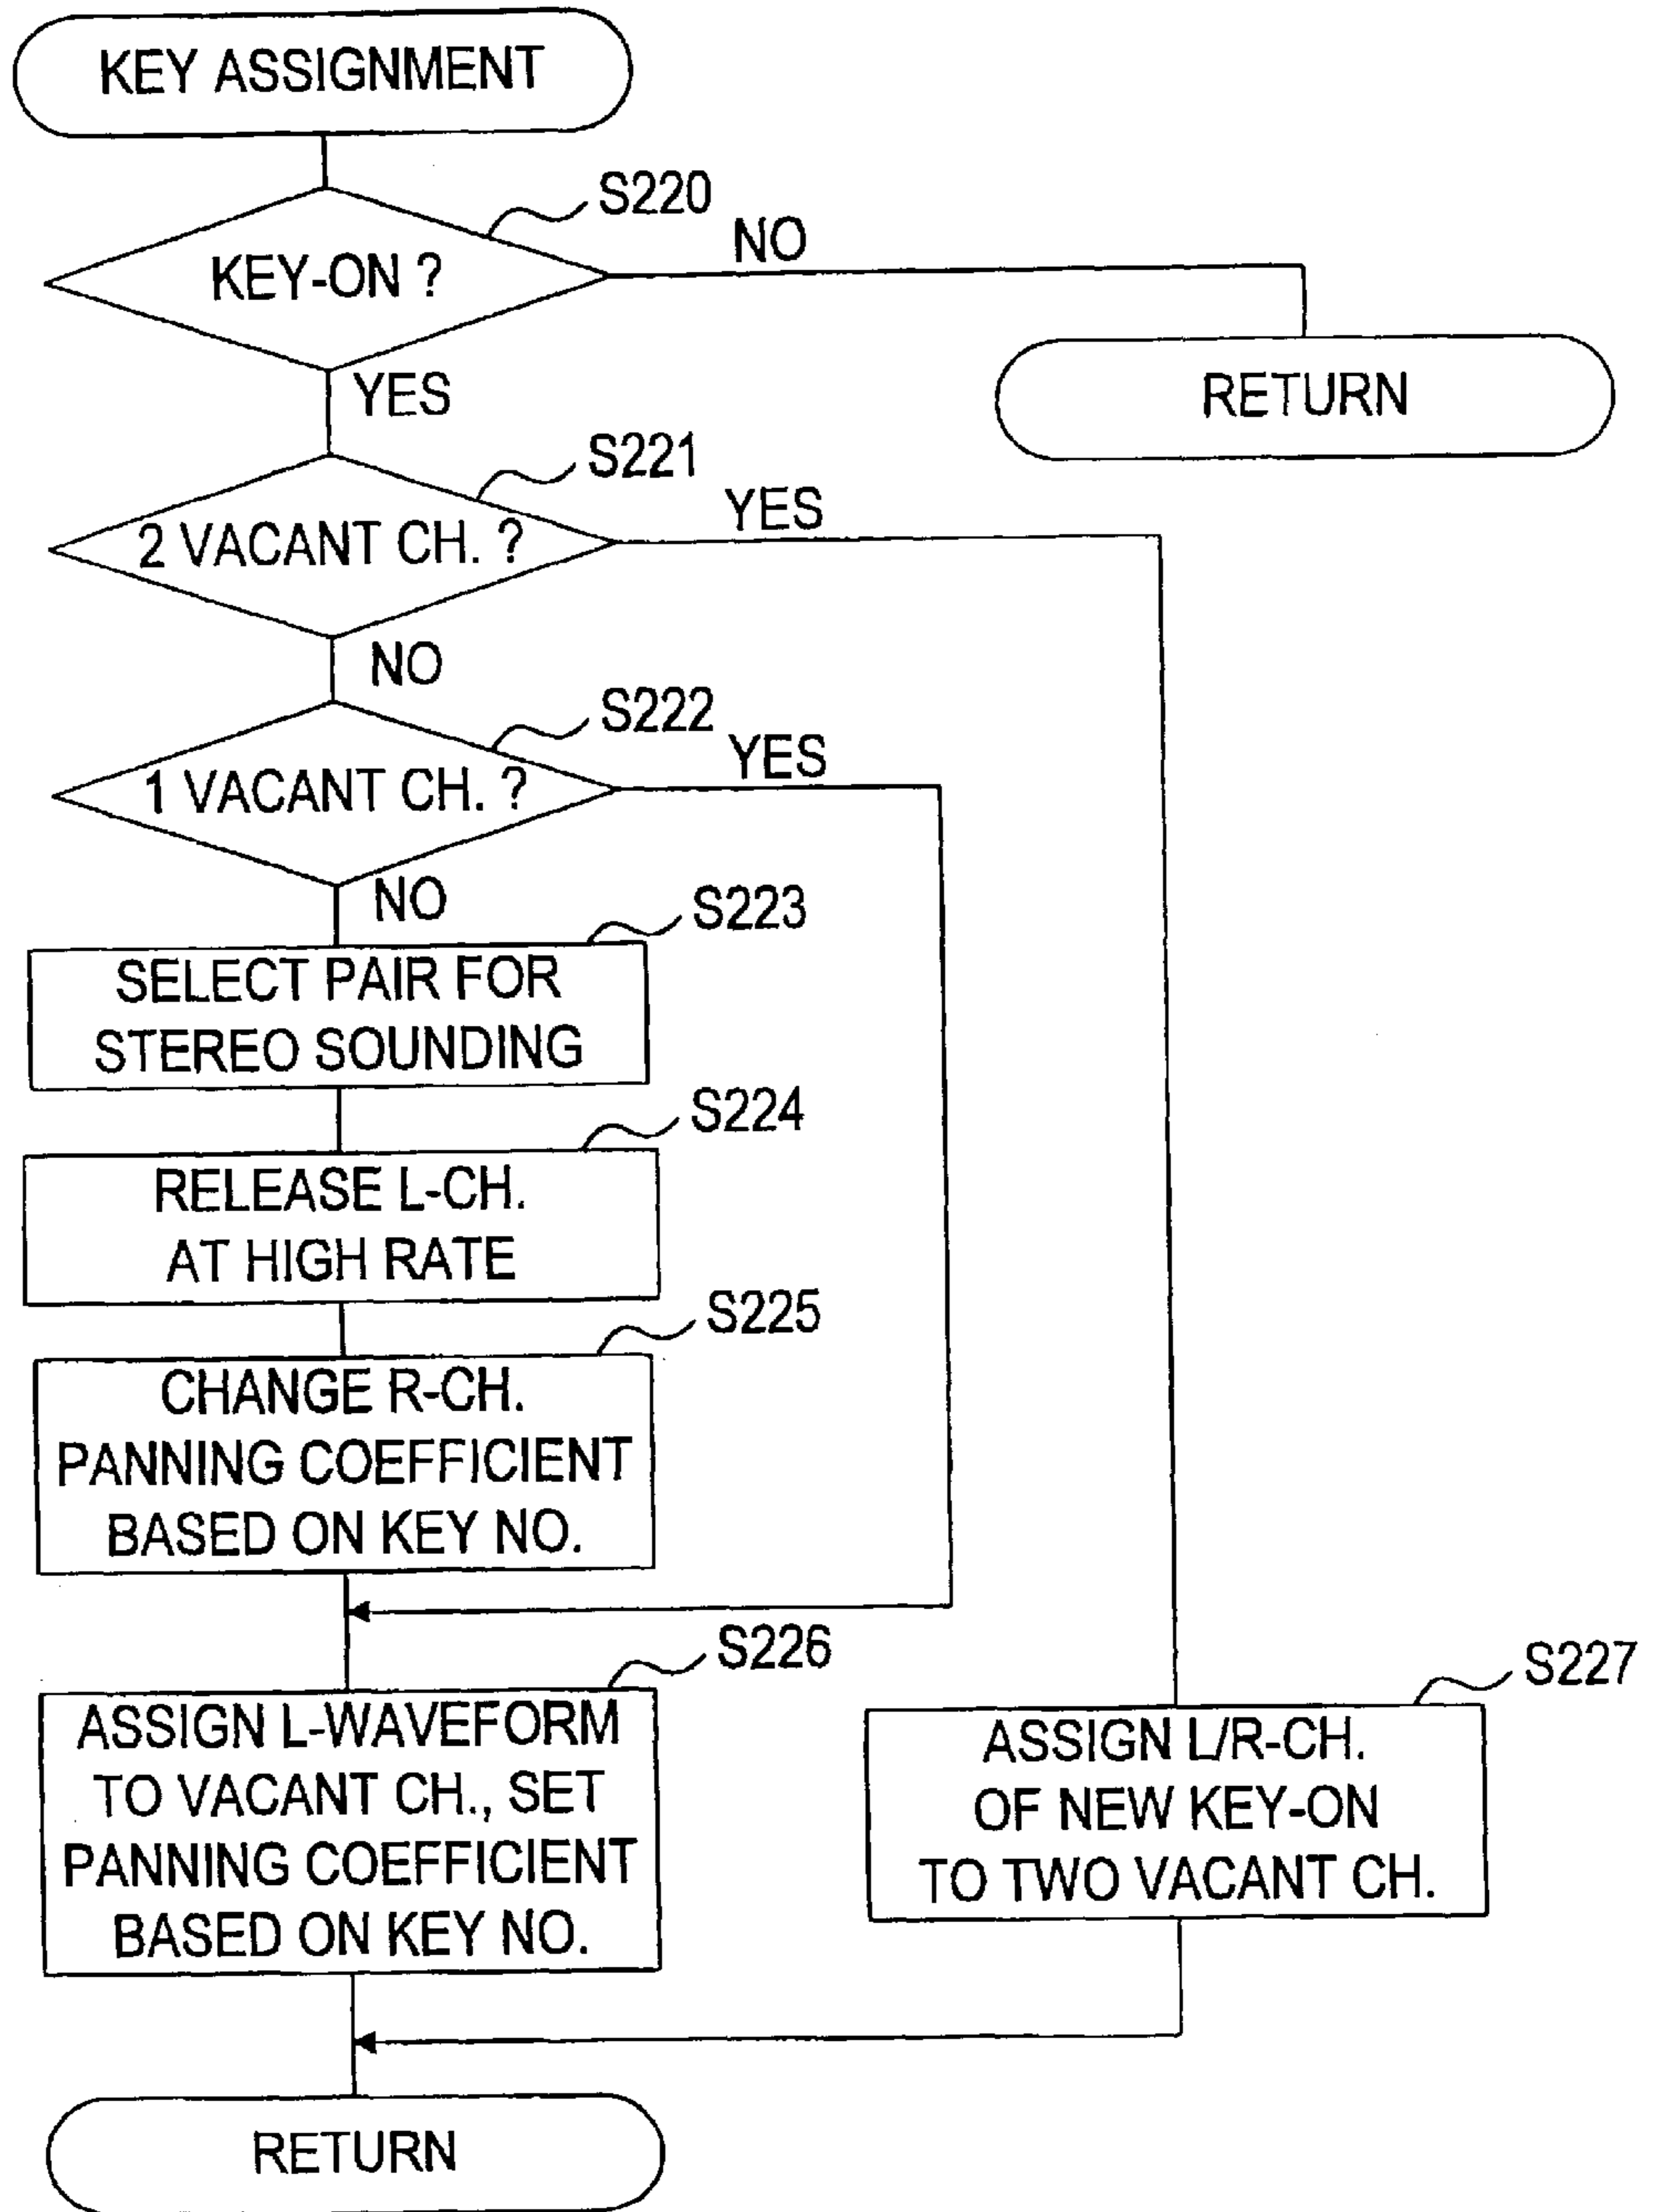 KEY ASSIGNMENT
S220
KEY-ON ?
NO
RETURN
YES
S221
2 VACANT CH. ?
YES
NO
S222
1 VACANT CH. ?
YES
NO
S223
SELECT PAIR FOR
STEREO SOUNDING
S224
RELEASE L-CH.
AT HIGH RATE
S225
CHANGE R-CH.
PANNING COEFFICIENT
BASED ON KEY NO.
S226
ASSIGN L-WAVEFORM
TO VACANT CH., SET
PANNING COEFFICIENT
BASED ON KEY NO.
S227
ASSIGN L/R-CH.
OF NEW KEY-ON
TO TWO VACANT CH.
RETURN